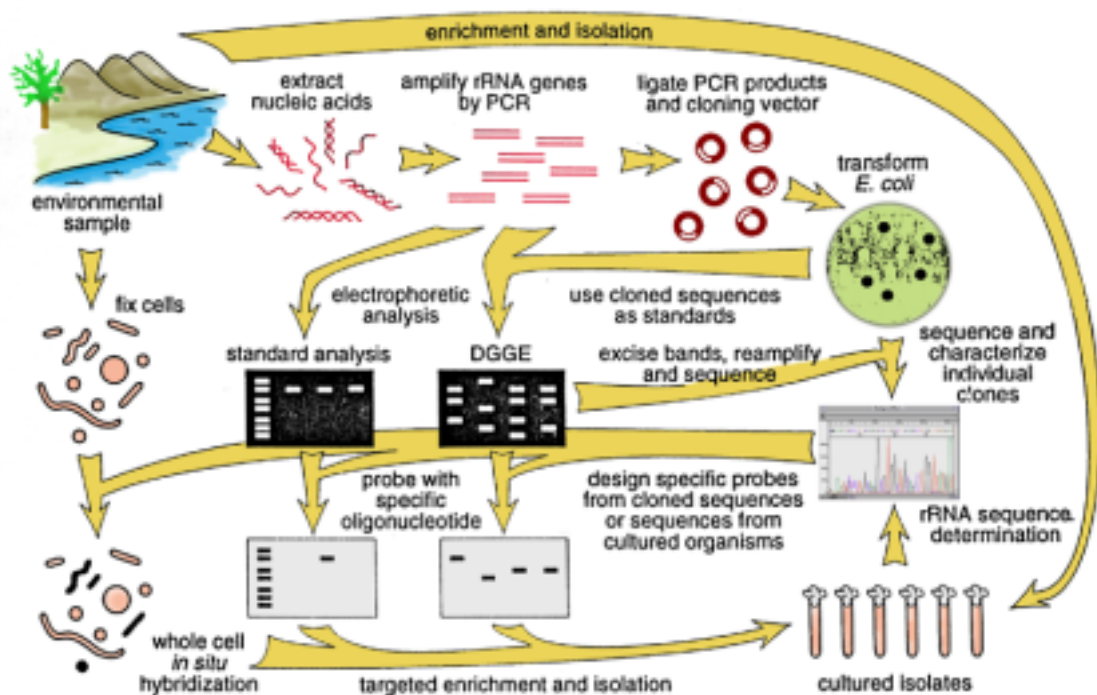 enrichment and isolation
extract
nucleic acids
amplify rRNA genes
by PCR
ligate PCR products
and cloning vector
transform
E. coli
environmental
sample
fix cells
electrophoretic
analysis
use cloned sequences
as standards
standard analysis
DGGE
excise bands, reamplify
and sequence
sequence and
characterize
individual
clones
probe with
specific
oligonucleotide
design specific probes
from cloned sequences
or sequences from
cultured organisms
rRNA sequence
determination
whole cell
in situ
hybridization
targeted enrichment and isolation
cultured isolates